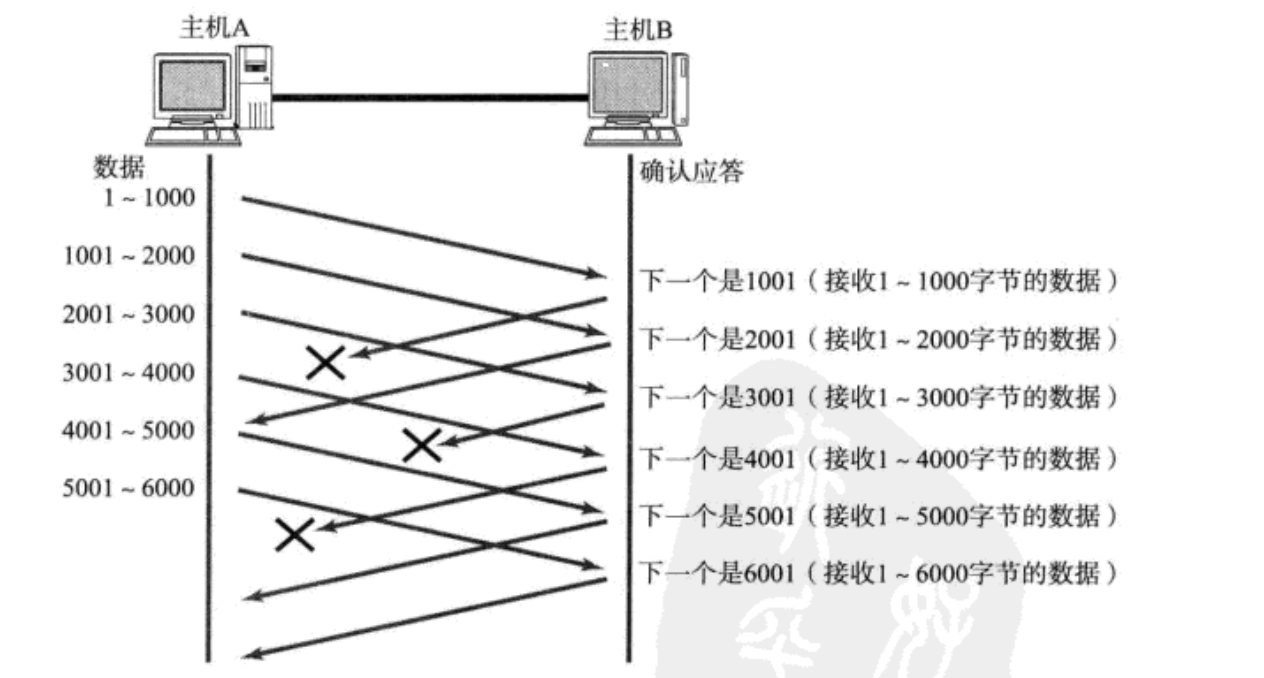 主机A
主机B
数据
确认应答
1 ~ 1000
1001 ~ 2000
下一个是1001（接收1 ~ 1000字节的数据）
2001 ~ 3000
下一个是2001（接收1 ~ 2000字节的数据）
3001 ~ 4000
下一个是3001（接收1 ~ 3000字节的数据）
4001 ~ 5000
下一个是4001（接收1 ~ 4000字节的数据）
5001 ~ 6000
下一个是5001（接收1 ~ 5000字节的数据）
下一个是6001（接收1 ~ 6000字节的数据）